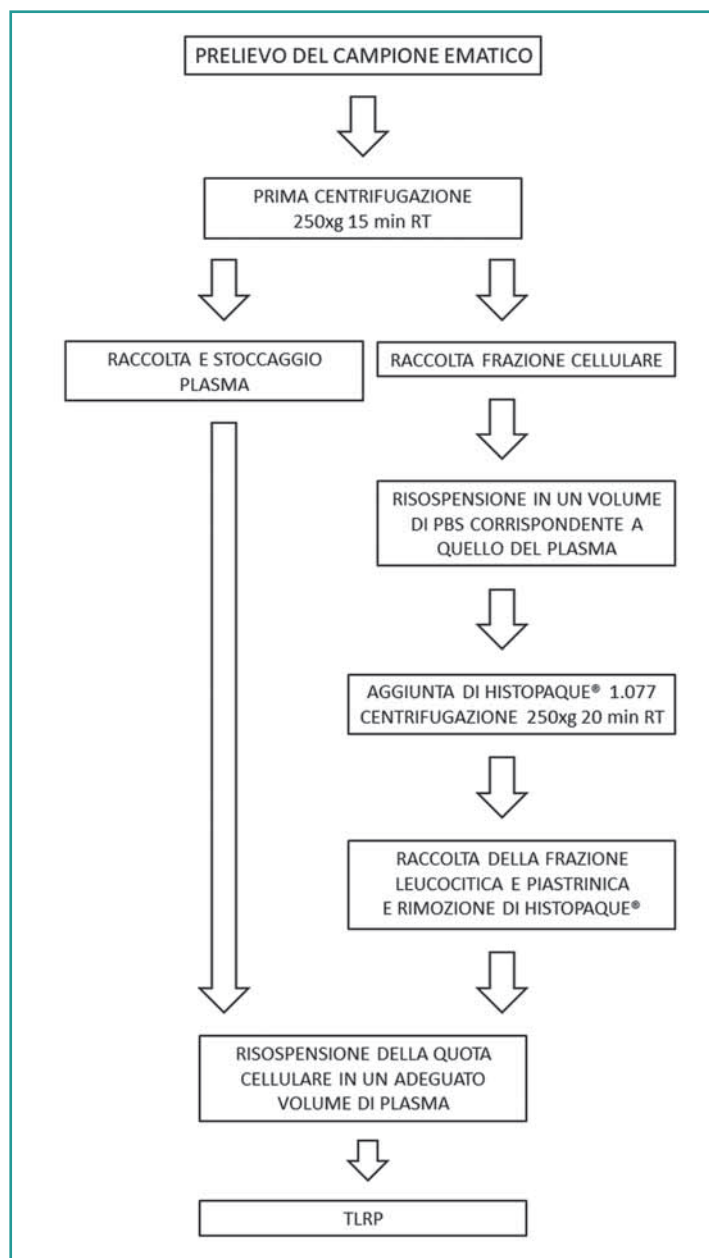 PRELIEVO DEL CAMPIONE EMATICO
PRIMA CENTRIFUGAZIONE
250xg 15 min RT
RACCOLTA E STOCCAGGIO
PLASMA
RACCOLTA FRAZIONE CELLULARE
RISOSPENSIONE IN UN VOLUME
DI PBS CORRISPONDENTE A
QUELLO DEL PLASMA
AGGIUNTA DI HISTOPAQUE® 1.077
CENTRIFUGAZIONE 250xg 20 min RT
RACCOLTA DELLA FRAZIONE
LEUCOCITICA E PIASTRINICA
E RIMOZIONE DI HISTOPAQUE®
RISOSPENSIONE DELLA QUOTA
CELLULARE IN UN ADEGUATO
VOLUME DI PLASMA
TLRP